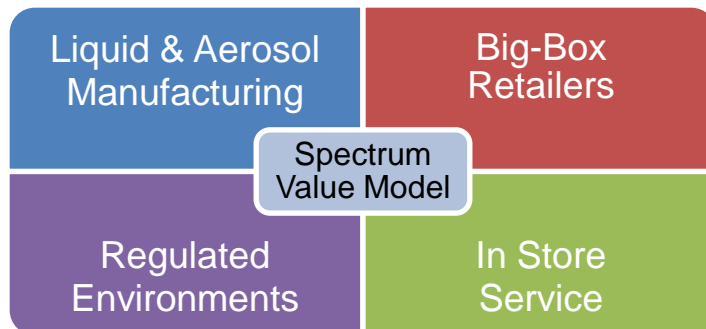 Liquid & Aerosol
Manufacturing
Big-Box
Retailers
Spectrum
Value Model
Regulated
Environments
In Store
Service